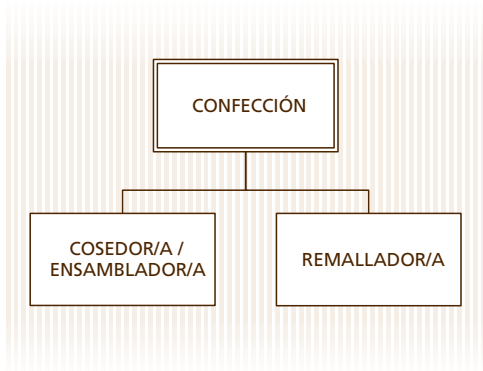 CONFECCIÓN
COSEDOR/A /
ENSAMBLADOR/A
REMALLADOR/A